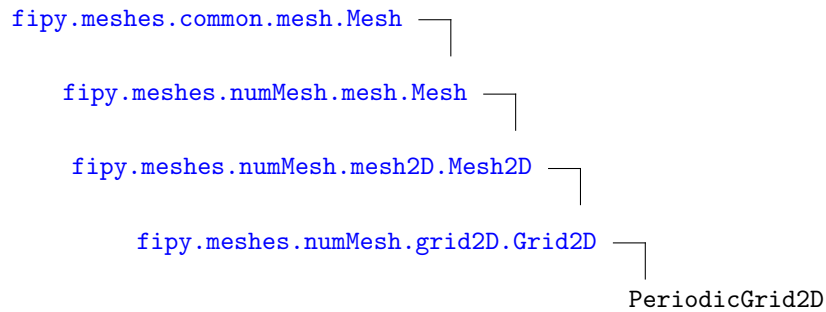 fipy.meshes.common.mesh.Mesh
fipy.meshes.numMesh.mesh.Mesh
fipy.meshes.numMesh.mesh2D.Mesh2D
fipy.meshes.numMesh.grid2D.Grid2D
PeriodicGrid2D